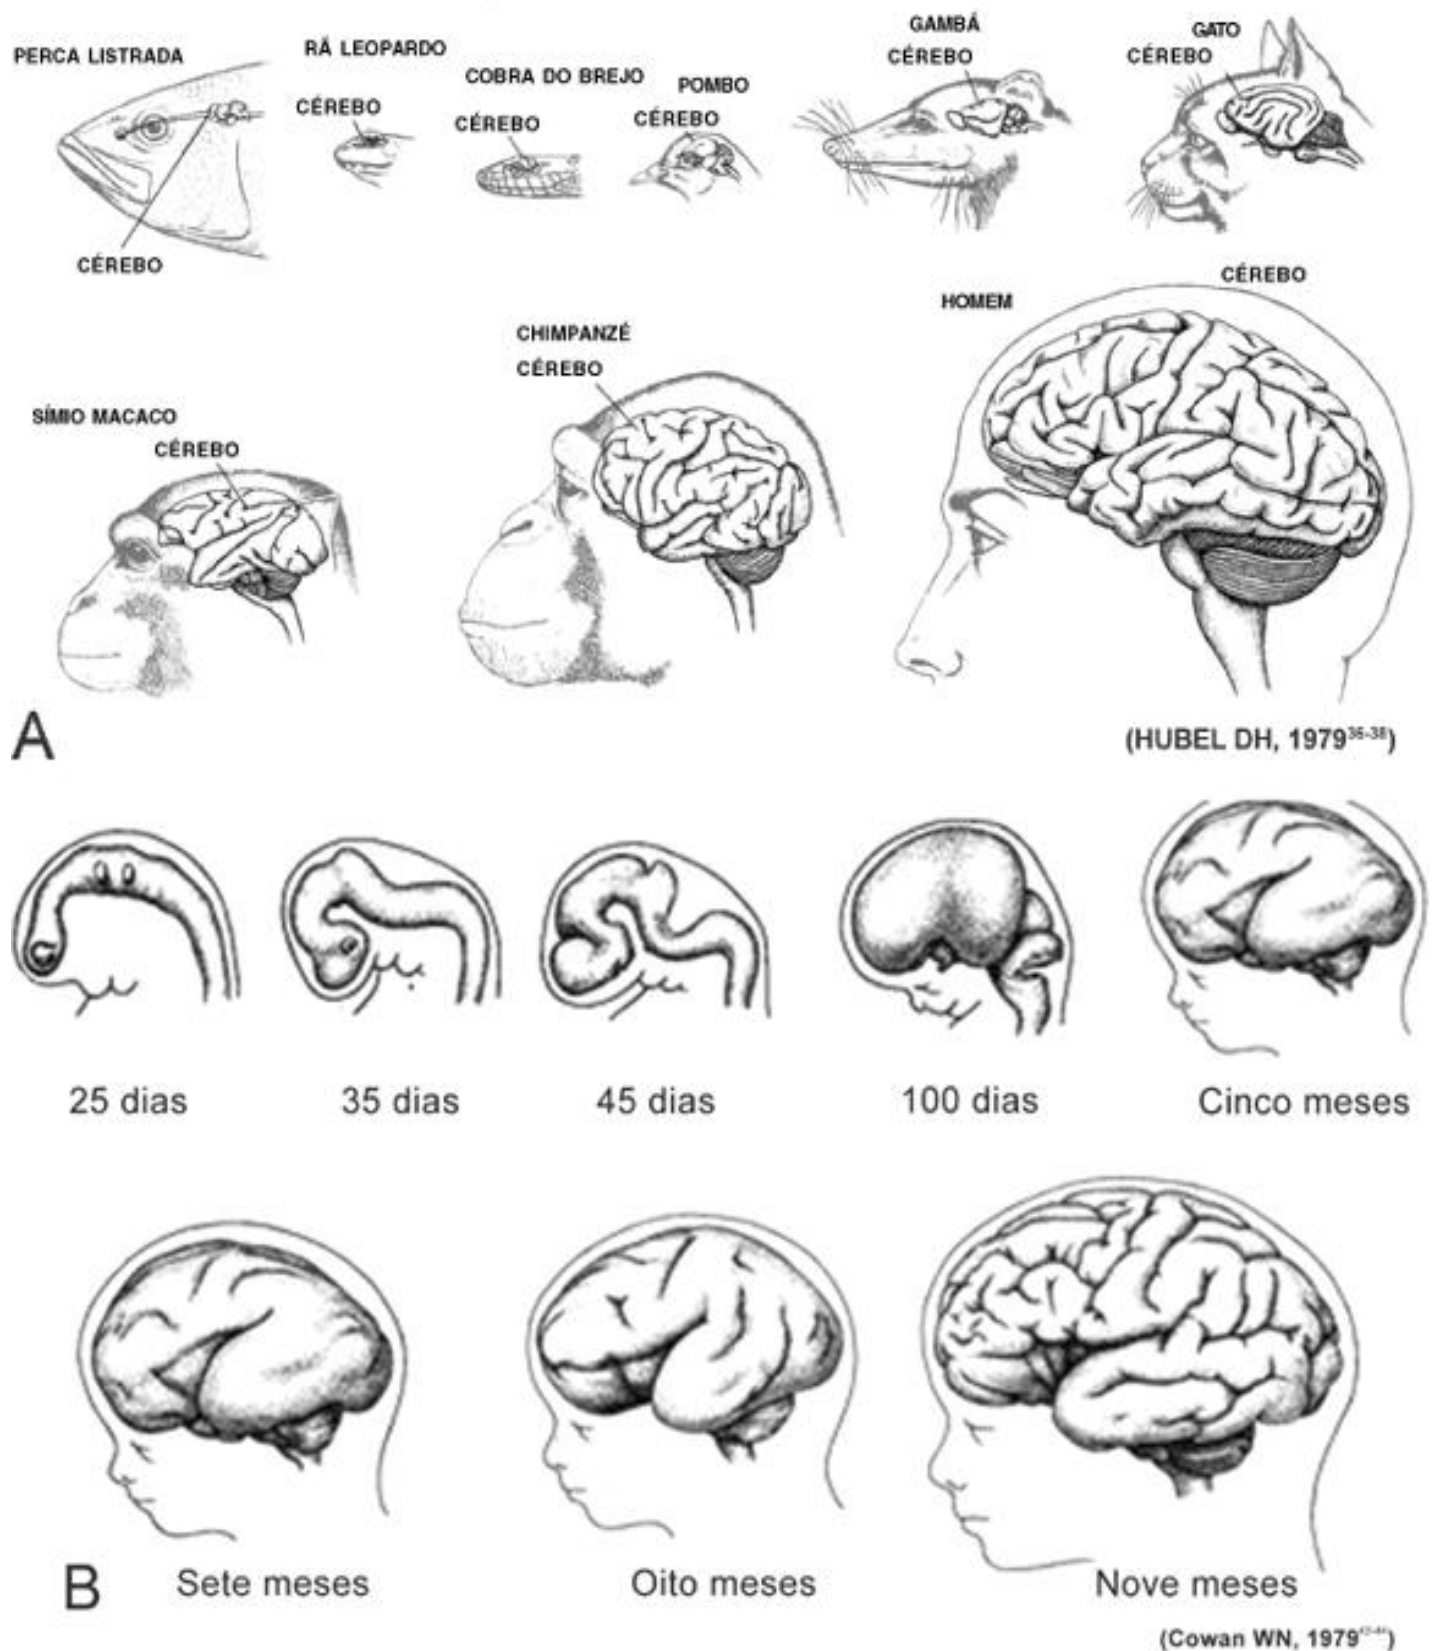 PERCA LISTRADA
CÉREBO
RÃ LEOPARDO
CÉREBO
COBRA DO BREJO
CÉREBO
POMBO
CÉREBO
GAMBÁ
CÉREBO
GATO
CÉREBO
SÍMIO MACACO
CÉREBO
CHIMPANZÉ
CÉREBO
HOMEM
CÉREBO
A
(HUBEL DH, 1979³⁶⁻³⁸)
25 dias
35 dias
45 dias
100 dias
Cinco meses
B
Sete meses
Oito meses
Nove meses
(Cowan WN, 1979)